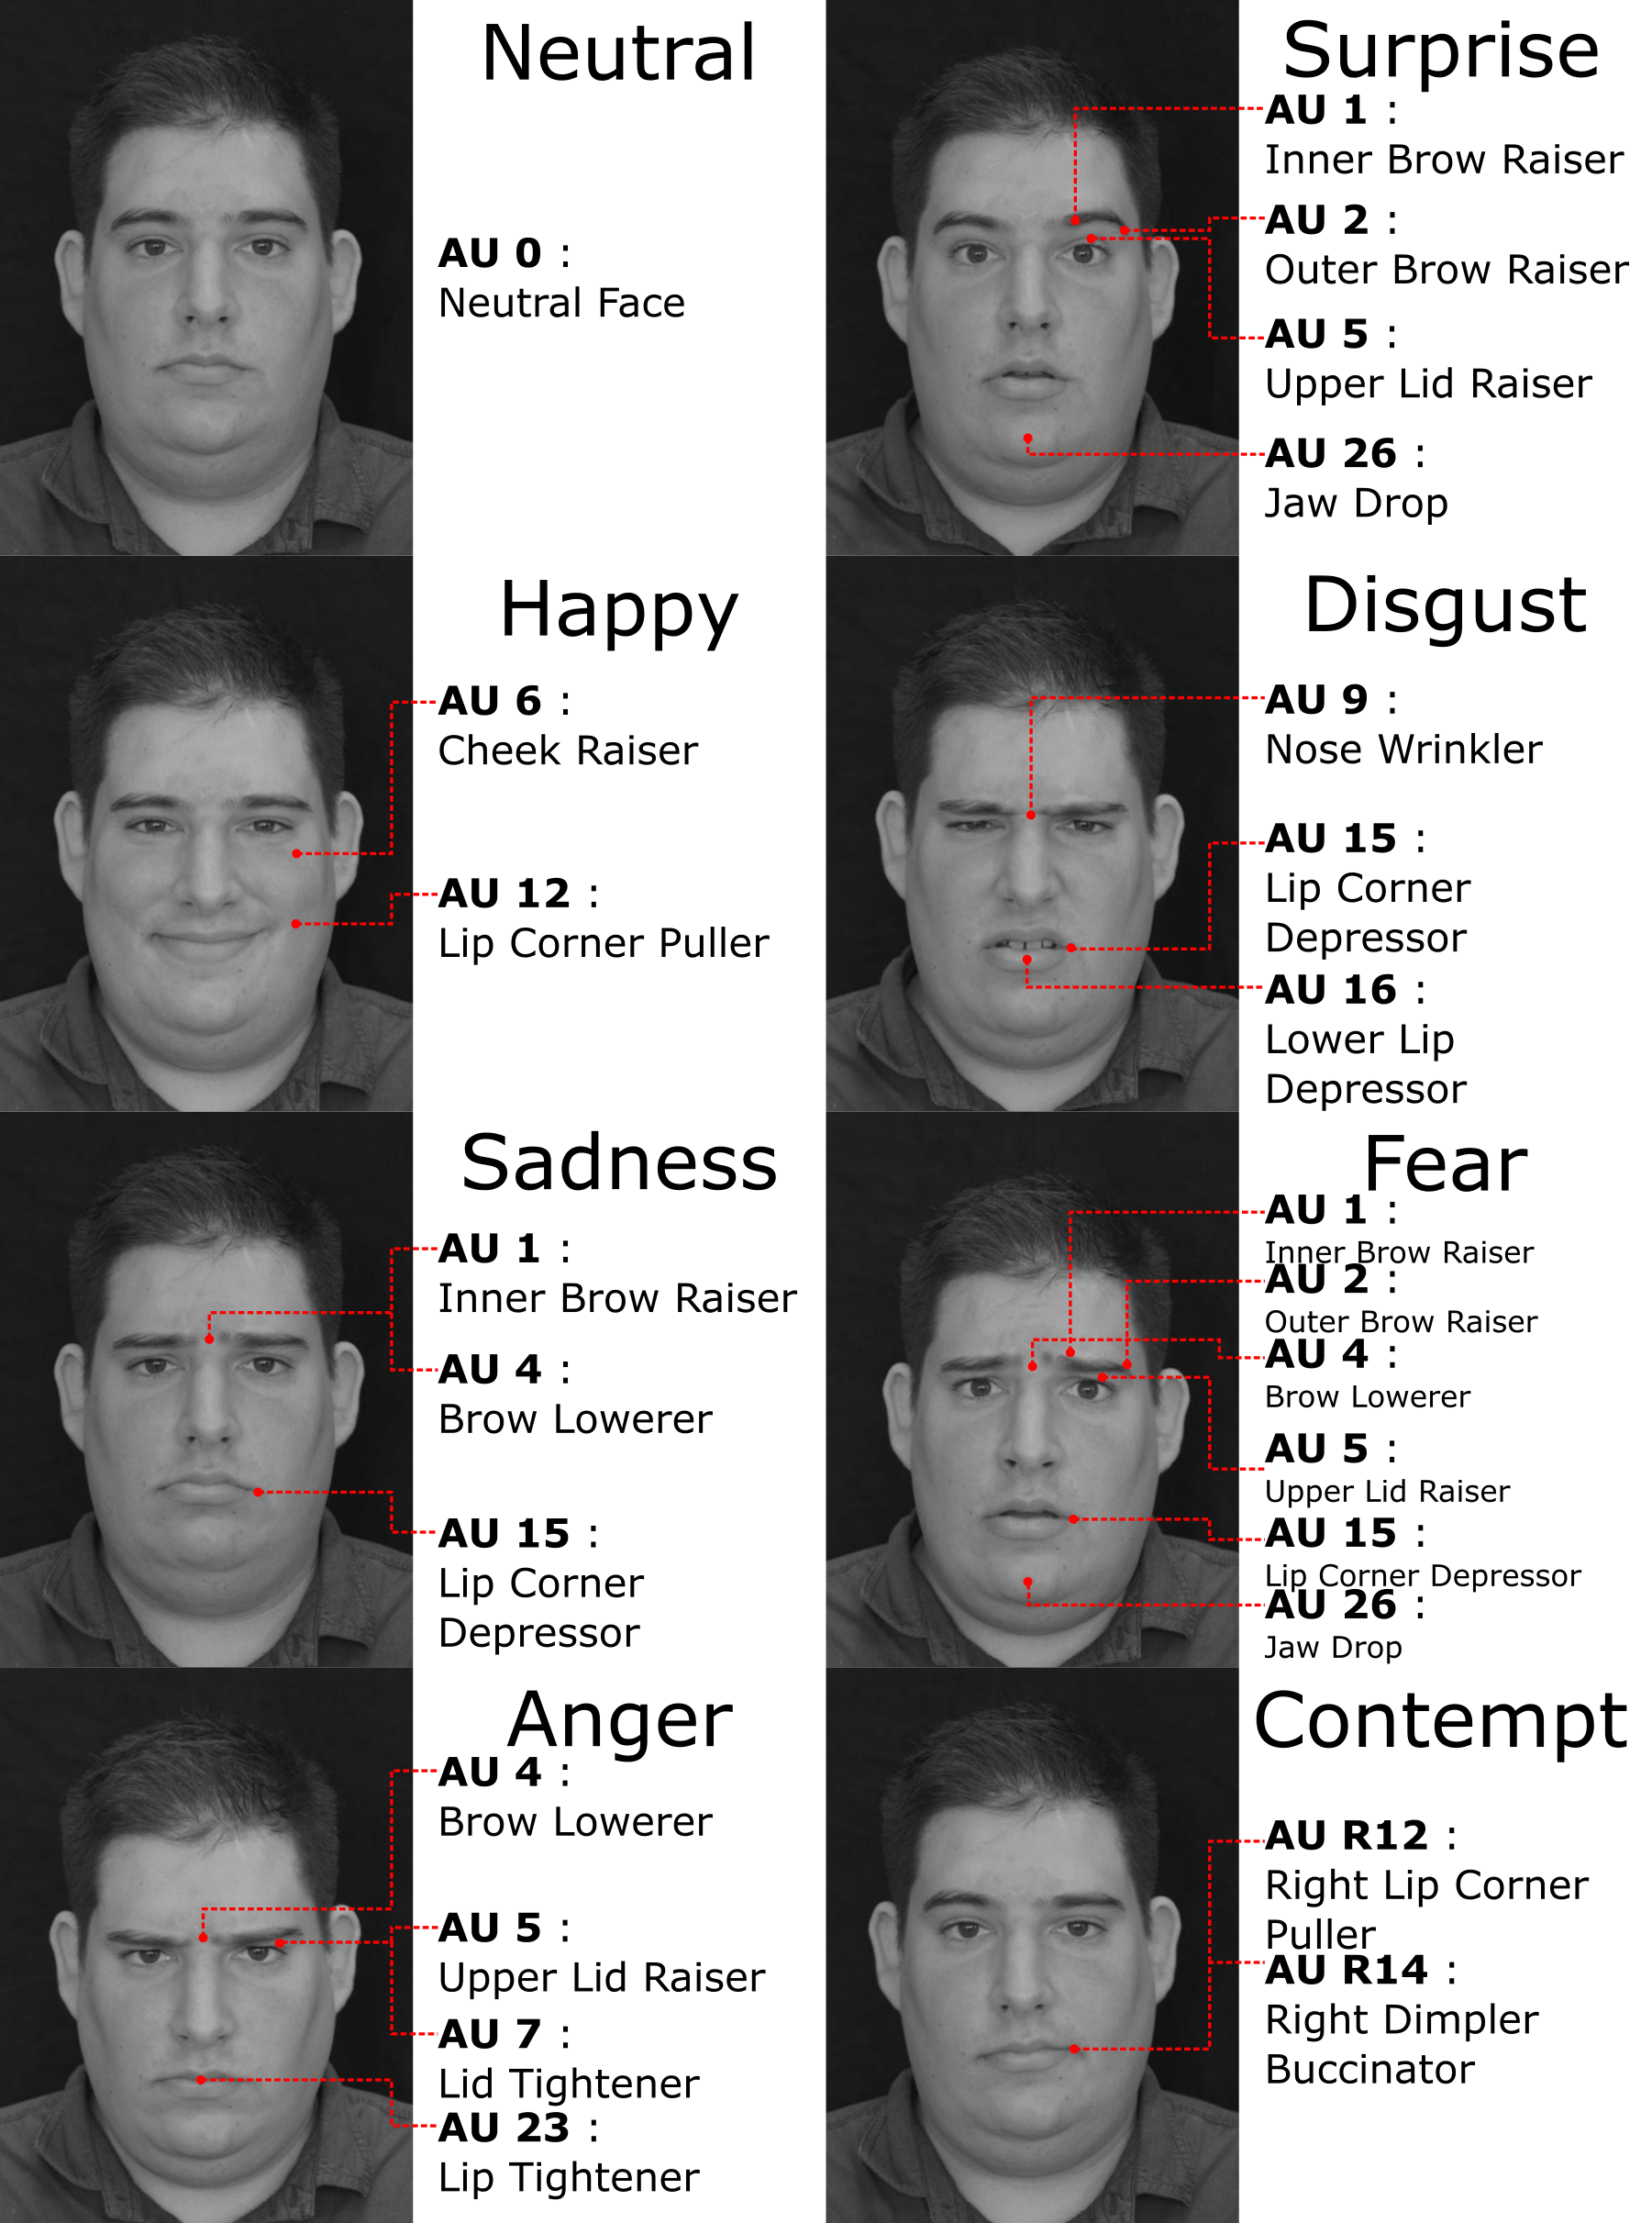 Neutral
AU 0 :
Neutral Face
Surprise
AU 1 :
Inner Brow Raiser
AU 2 :
Outer Brow Raiser
AU 5 :
Upper Lid Raiser
AU 26 :
Jaw Drop
Happy
AU 6 :
Cheek Raiser
AU 12 :
Lip Corner Puller
Disgust
AU 9 :
Nose Wrinkler
AU 15 :
Lip Corner
Depressor
AU 16 :
Lower Lip
Depressor
Sadness
AU 1 :
Inner Brow Raiser
AU 4 :
Brow Lowerer
AU 15 :
Lip Corner
Depressor
Fear
AU 1 :
Inner Brow Raiser
AU 2 :
Outer Brow Raiser
AU 4 :
Brow Lowerer
AU 5 :
Upper Lid Raiser
AU 15 :
Lip Corner Depressor
AU 26 :
Jaw Drop
Anger
AU 4 :
Brow Lowerer
AU 5 :
Upper Lid Raiser
AU 7 :
Lid Tightener
AU 23 :
Lip Tightener
Contempt
AU R12 :
Right Lip Corner
Puller
AU R14 :
Right Dimpler
Buccinator